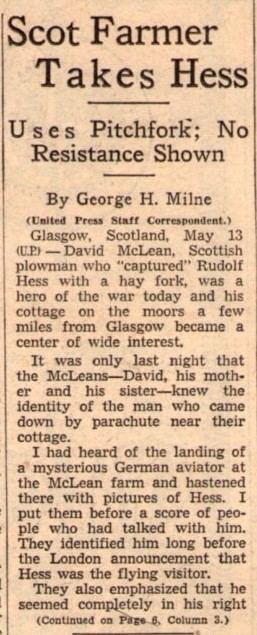 Scot Farmer
Takes Hess
Uses Pitchfork; No
Resistance Shown
By George H. Milne
(United Press Staff Correspondent.)
Glasgow, Scotland, May 13
(U.P.) — David McLean, Scottish
plowman who "captured" Rudolf
Hess with a hay fork, was a
hero of the war today and his
cottage on the moors a few
miles from Glasgow became a
center of wide interest.
It was only last night that
the McLeans—David, his moth-
er and his sister—knew the
identity of the man who came
down by parachute near their
cottage.
I had heard of the landing of
a mysterious German aviator at
the McLean farm and hastened
there with pictures of Hess. I
put them before a score of peo-
ple who had talked with him.
They identified him long before
the London announcement that
Hess was the flying visitor.
They also emphasized that he
seemed completely in his right
(Continued on Page 6, Column 3.)